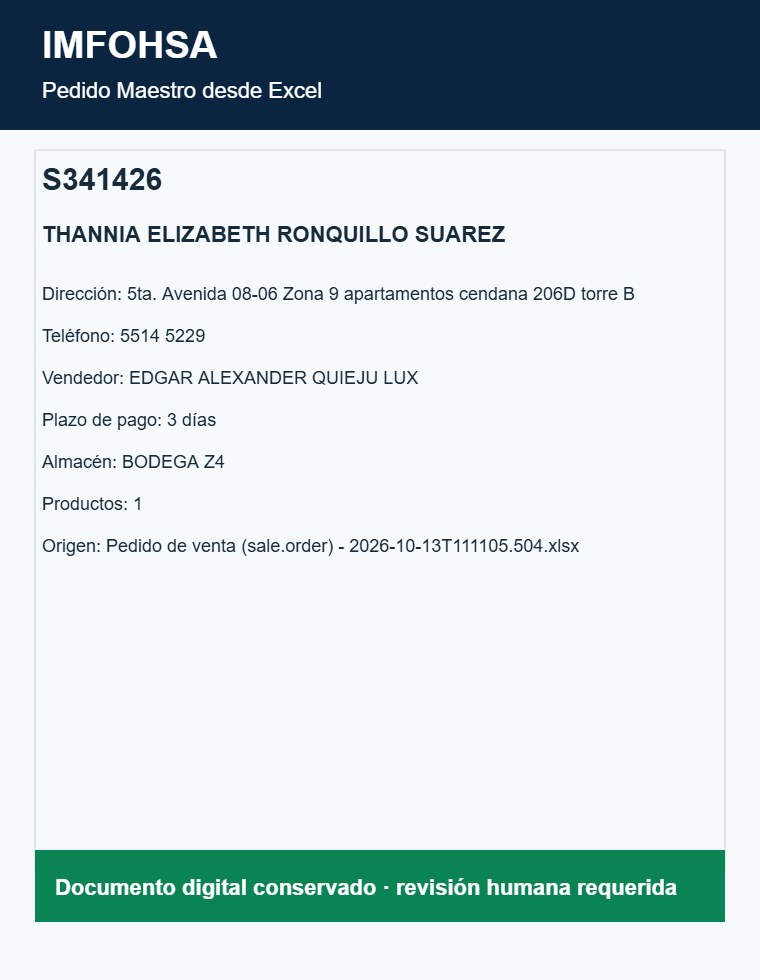 IMFOHSA
Pedido Maestro desde Excel
S341426
THANNIA ELIZABETH RONQUILLO SUAREZ
Dirección: 5ta. Avenida 08-06 Zona 9 apartamentos cendana 206D torre B
Teléfono: 5514 5229
Vendedor: EDGAR ALEXANDER QUIEJU LUX
Plazo de pago: 3 días
Almacén: BODEGA Z4
Productos: 1
Origen: Pedido de venta (sale.order) - 2026-10-13T111105.504.xlsx
Documento digital conservado · revisión humana requerida